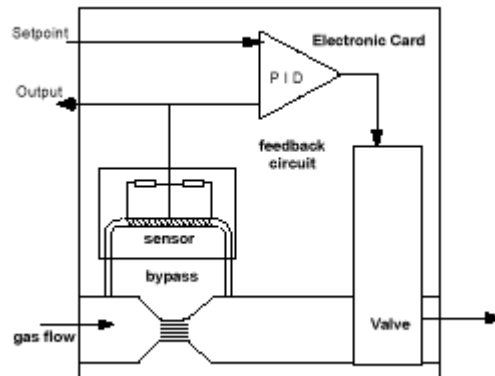 Setpoint
Electronic Card
P I D
Output
feedback
circuit
sensor
bypass
gas flow
Valve